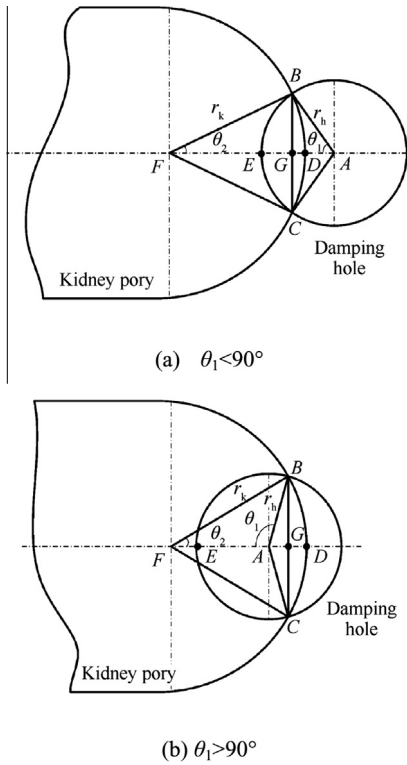 B
r_k
r_h
θ_2
θ_1
F
E
G
D
A
C
Damping
hole
Kidney pory
(a) θ_1<90°
B
r_k
r_h
θ_1
θ_2
G
F
E
A
D
C
Damping
hole
Kidney pory
(b) θ_1>90°